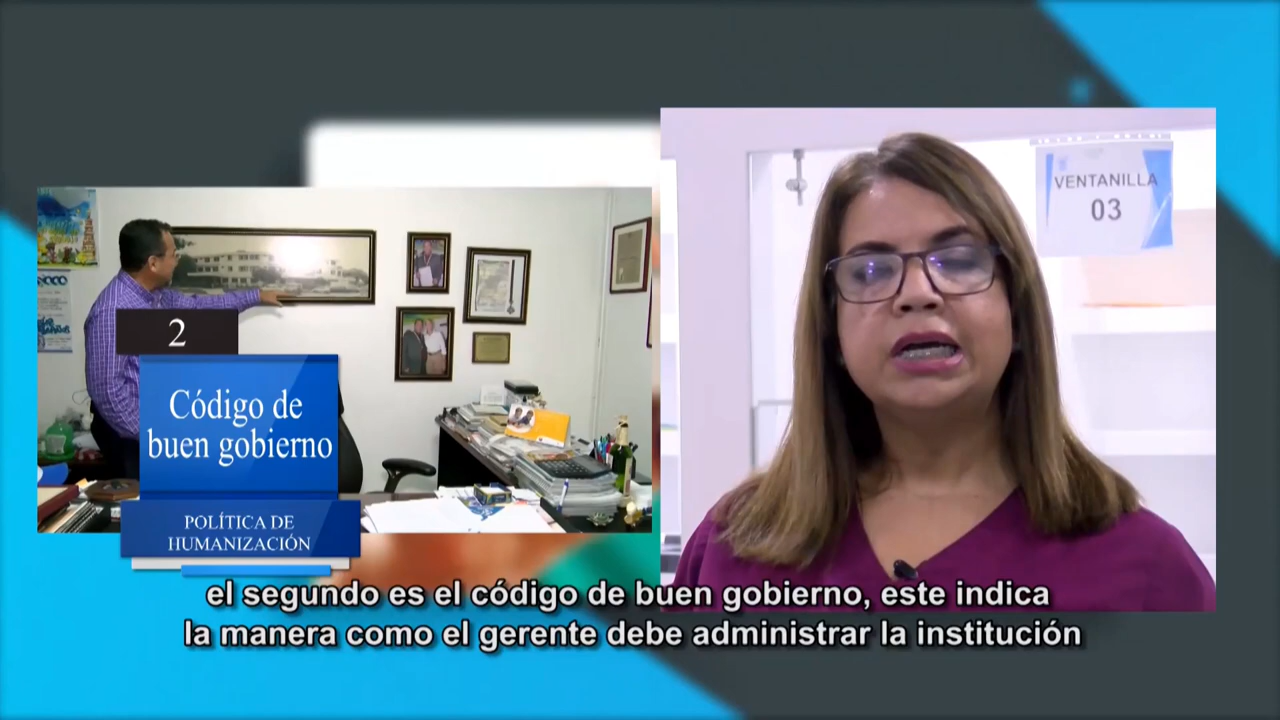 VENTANILLA
03
2
Código de
buen gobierno
POLÍTICA DE
HUMANIZACIÓN
el segundo es el código de buen gobierno, este indica
la manera como el gerente debe administrar la institución